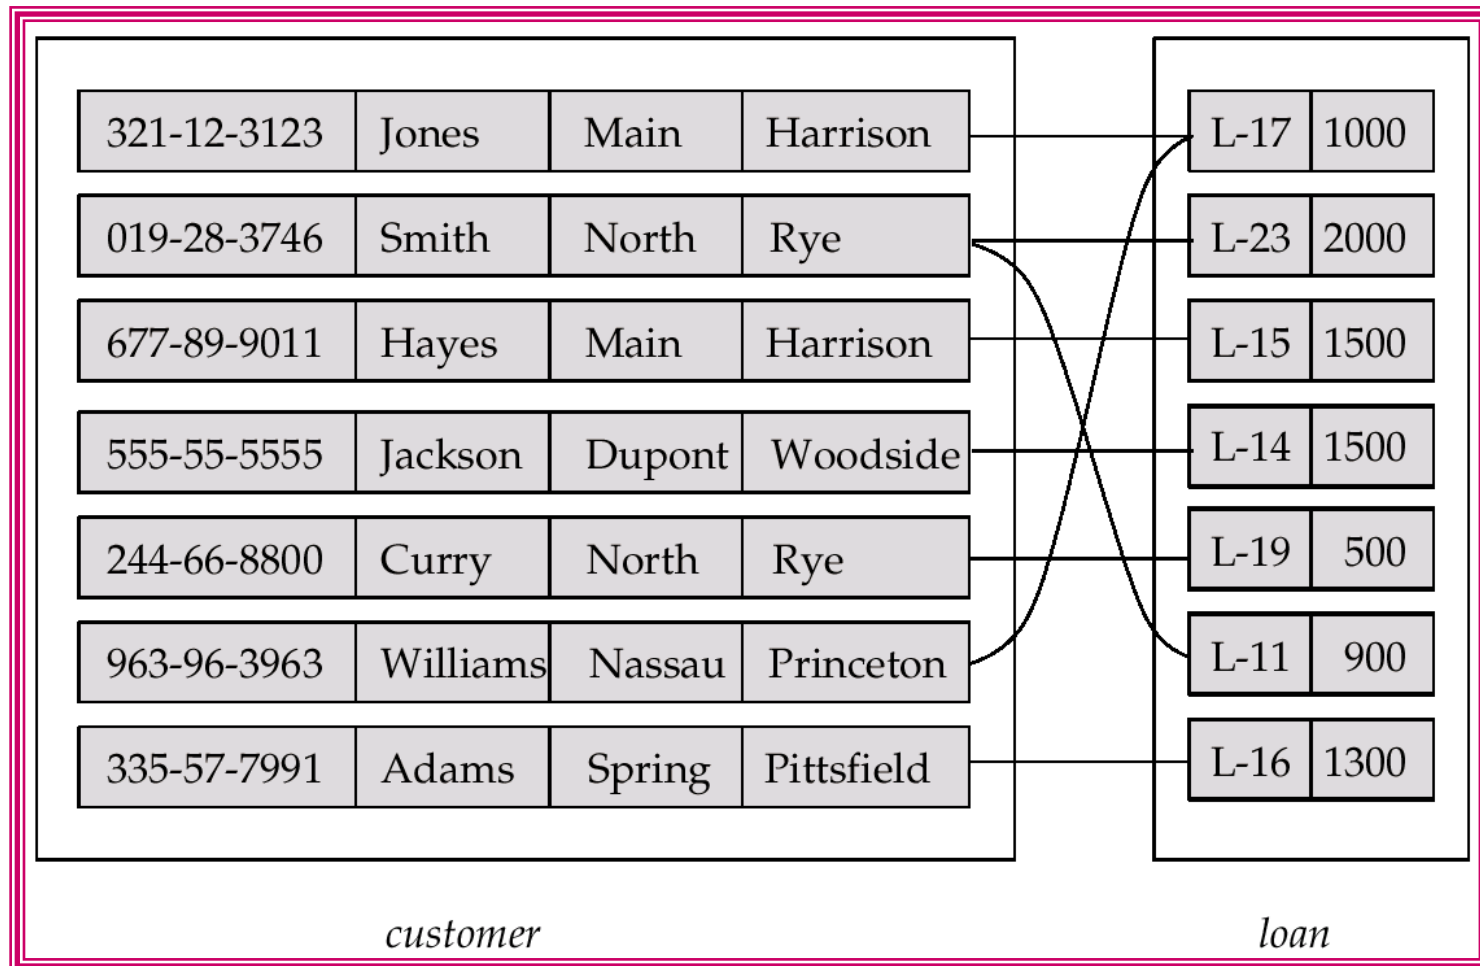 321-12-3123 Jones Main Harrison L-17 1000
019-28-3746 Smith North Rye L-23 2000
677-89-9011 Hayes Main Harrison L-15 1500
555-55-5555 Jackson Dupont Woodside L-14 1500
244-66-8800 Curry North Rye L-19 500
963-96-3963 Williams Nassau Princeton L-11 900
335-57-7991 Adams Spring Pittsfield L-16 1300
customer loan